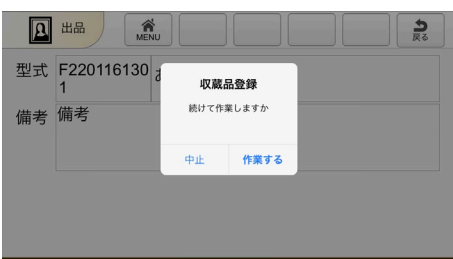 出品
MENU
戻る
型式
F220116130
1
備考
備考
収蔵品登録
続けて作業しますか
中止
作業する